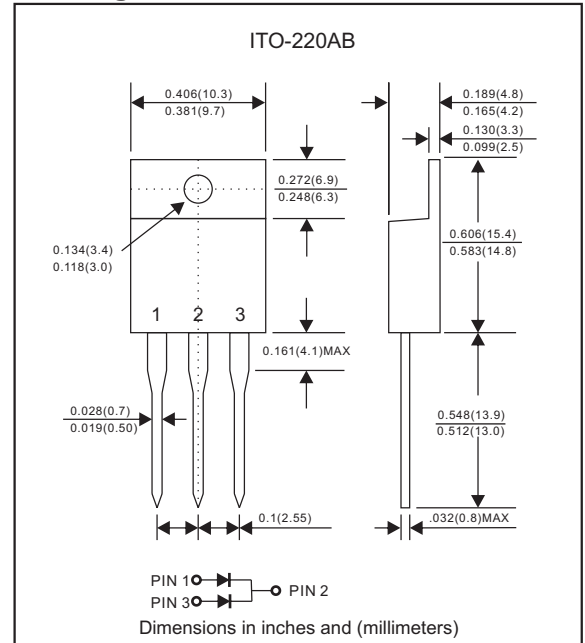 ITO-220AB
0.406(10.3)
0.381(9.7)
0.189(4.8)
0.165(4.2)
0.130(3.3)
0.099(2.5)
0.272(6.9)
0.248(6.3)
0.134(3.4)
0.118(3.0)
0.606(15.4)
0.583(14.8)
1 2 3
0.161(4.1)MAX
0.028(0.7)
0.019(0.50)
0.548(13.9)
0.512(13.0)
0.1(2.55)
.032(0.8)MAX
PIN 1
PIN 2
PIN 3
Dimensions in inches and (millimeters)